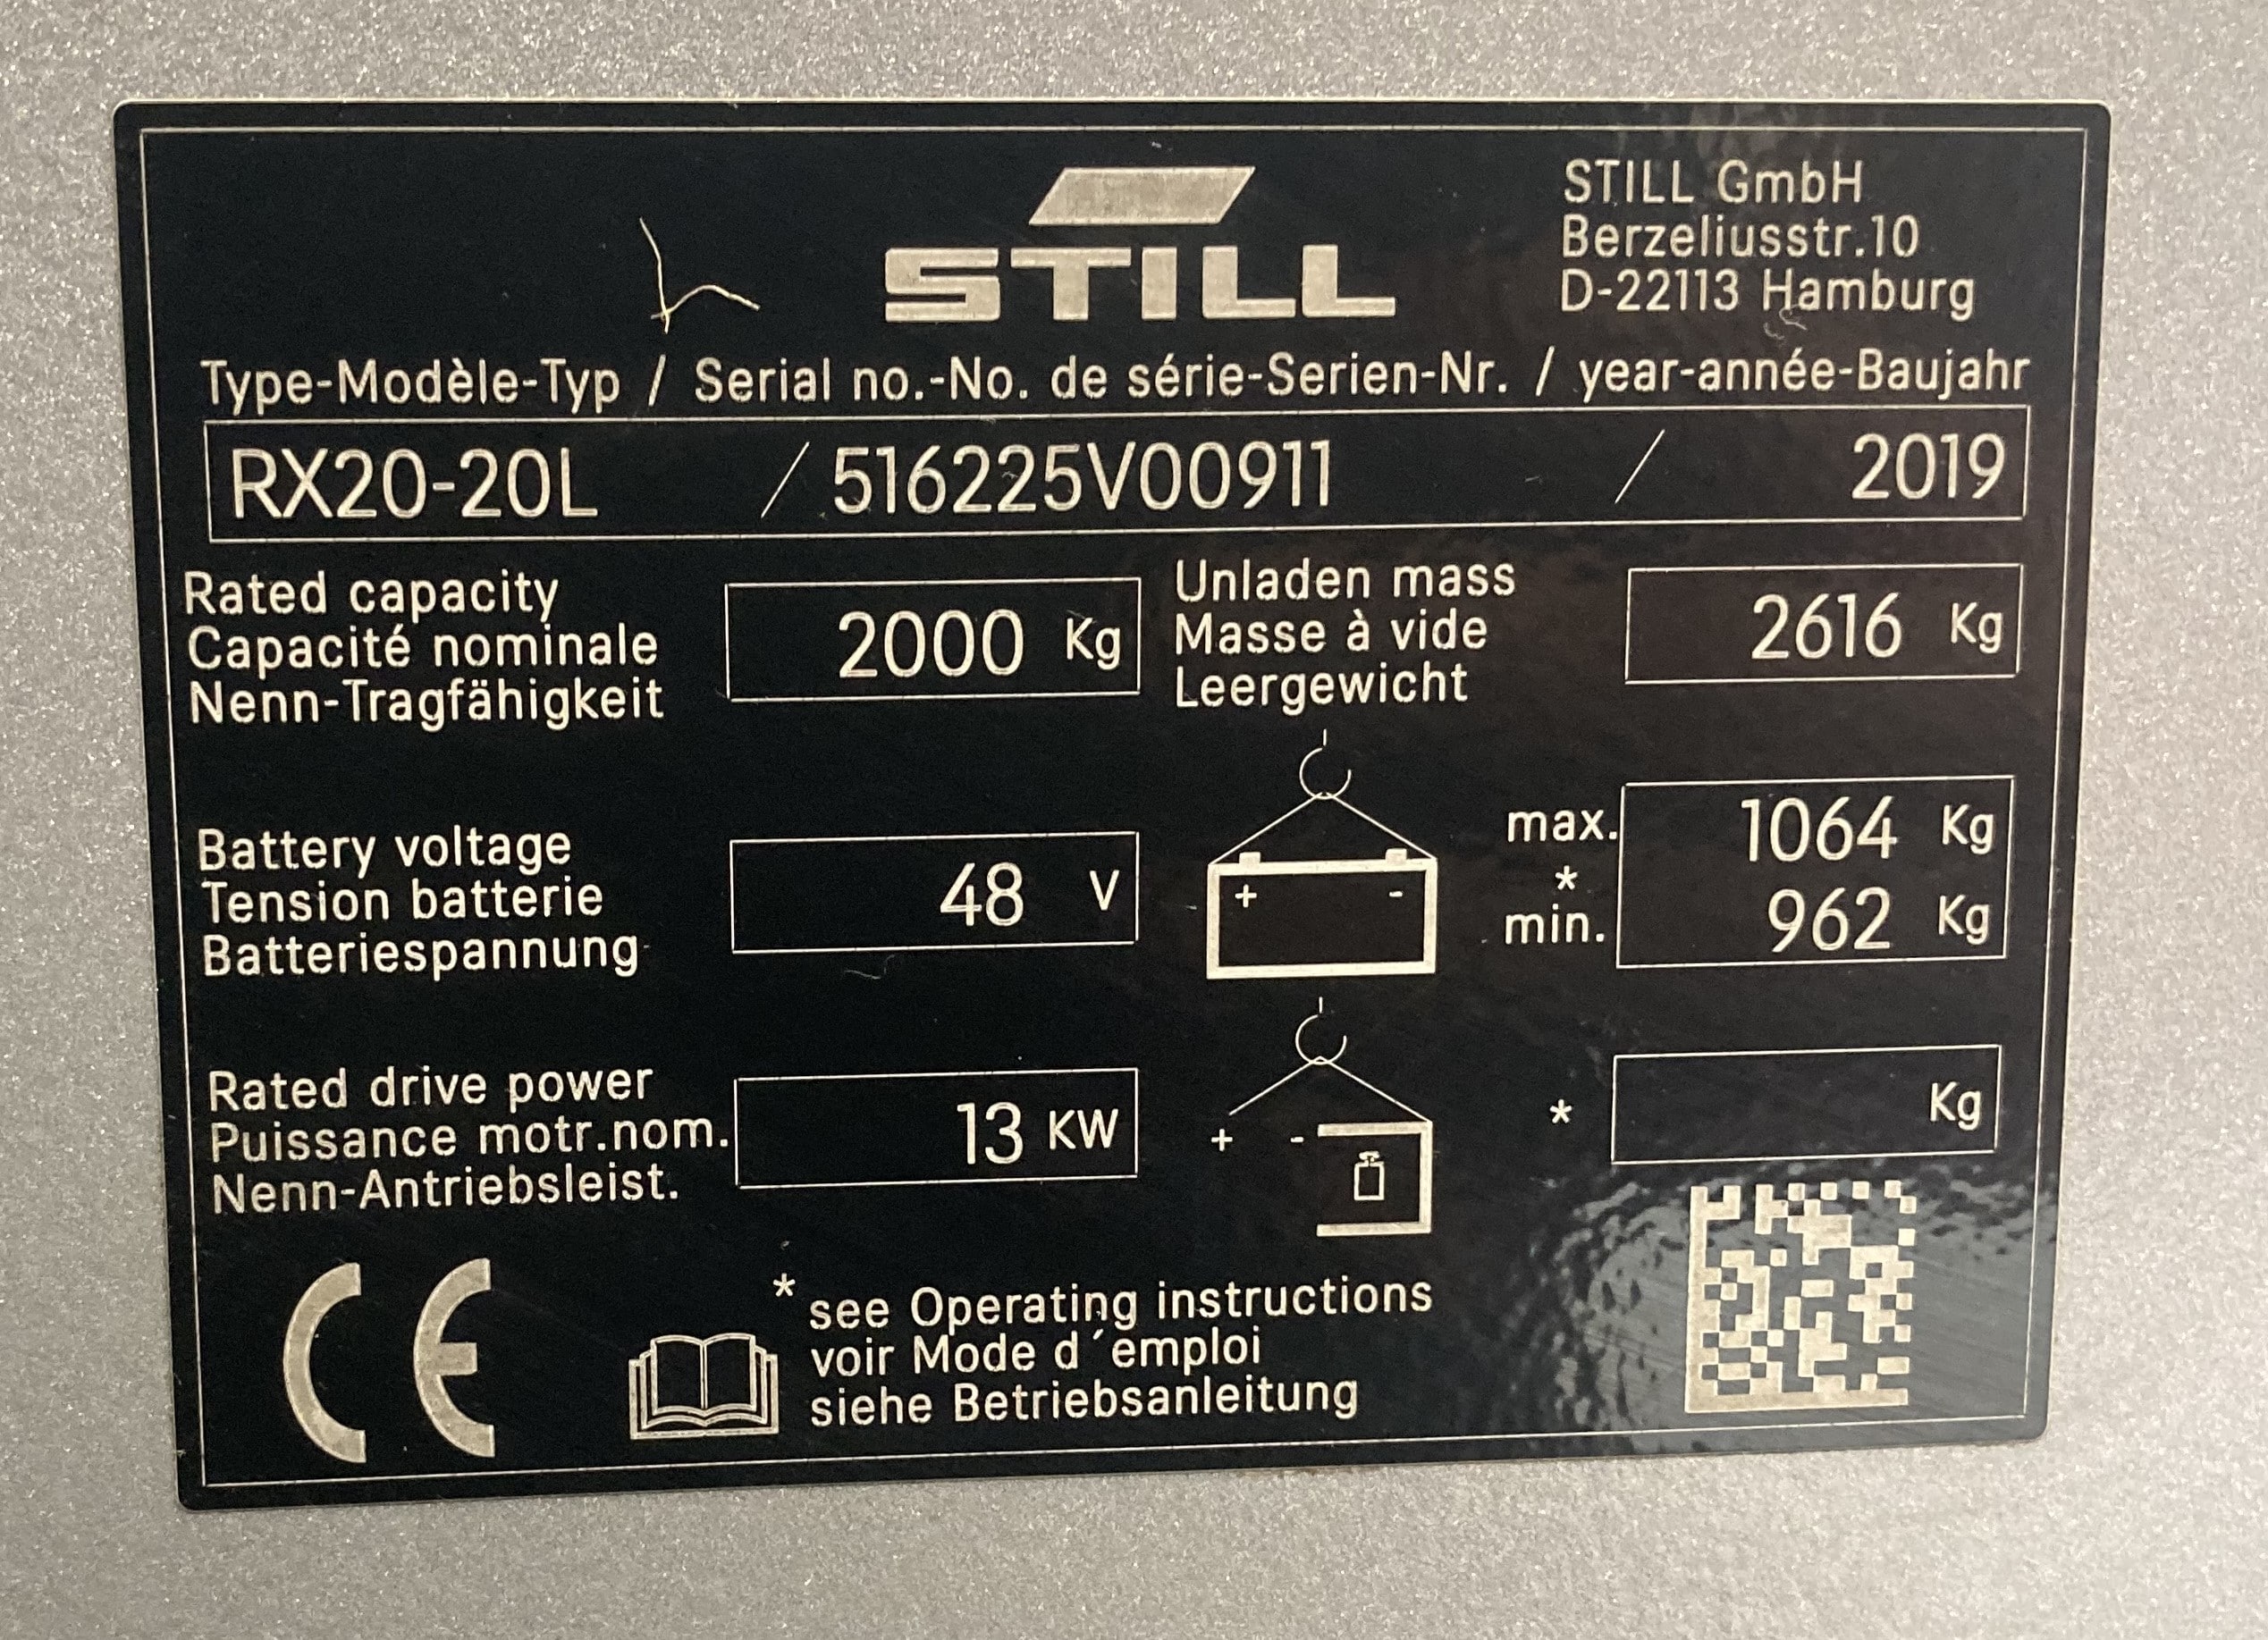 STILL
STILL GmbH
Berzeliusstr.10
D-22113 Hamburg
Type-Modèle-Typ / Serial no.-No. de série-Serien-Nr. / year-année-Baujahr
RX20-20L / 516225V00911 / 2019
Rated capacity
Capacité nominale
Nenn-Tragfähigkeit
2000 Kg
Unladen mass
Masse à vide
Leergewicht
2616 Kg
Battery voltage
Tension batterie
Batteriespannung
48 V
+ -
max. 1064 Kg
*
min. 962 Kg
Rated drive power
Puissance motr.nom.
Nenn-Antriebsleist.
13 KW
+ -
* Kg
CE
* see Operating instructions
voir Mode d´emploi
siehe Betriebsanleitung